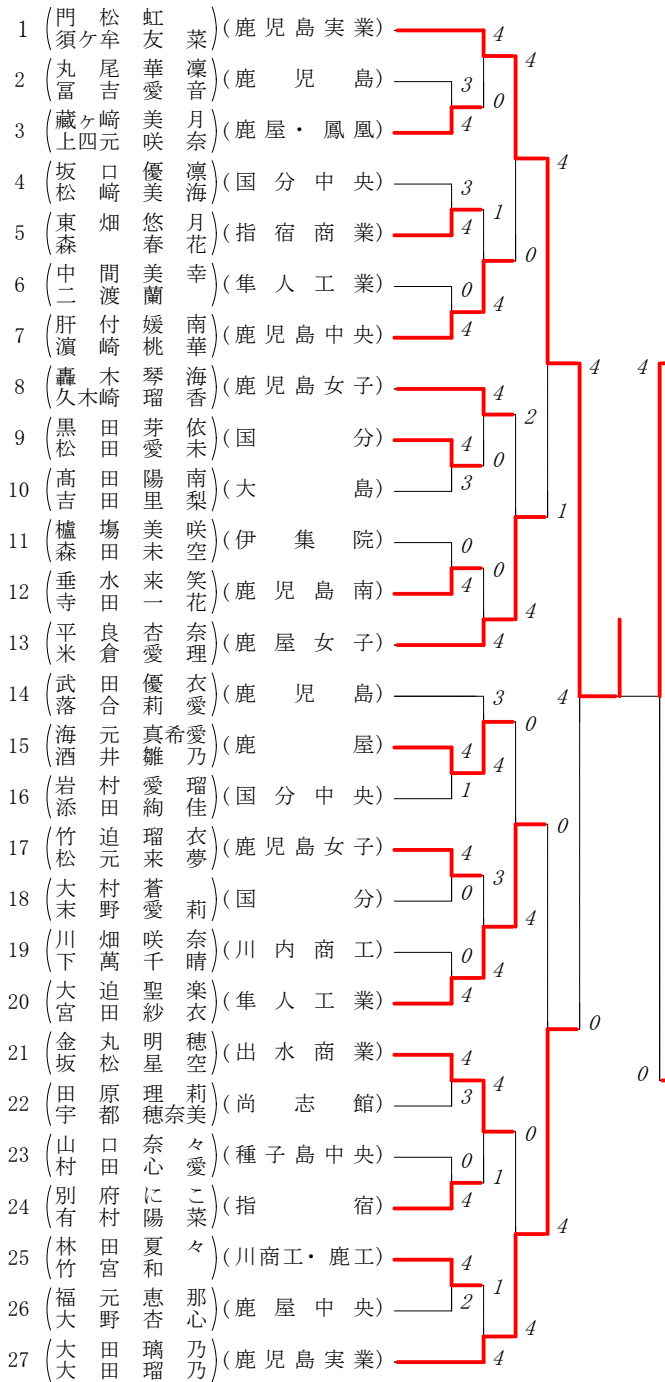 1 (門松虹 須ケ牟友菜) (鹿児島実業)
2 (丸尾華凜 冨吉愛音) (鹿児島)
3 (藏ヶ﨑美月 上四元咲奈) (鹿屋・鳳凰)
4 (坂口優凛 松﨑美海) (国分中央)
5 (東畑悠月 森春花) (指宿商業)
6 (中間美幸 二渡蘭) (隼人工業)
7 (肝付媛南 濵崎桃華) (鹿児島中央)
8 (轟木琴海 久木崎瑠香) (鹿児島女子)
9 (黒田芽依 松田愛未) (国分)
10 (髙田陽南 吉田里梨) (大島)
11 (櫨塲美咲 森田未空) (伊集院)
12 (垂水来笑 寺田一花) (鹿児島南)
13 (平良杏奈 米倉愛理) (鹿屋女子)
14 (武田優衣 落合莉愛) (鹿児島)
15 (海元真希愛 酒井雛乃) (鹿屋)
16 (岩村愛瑠 添田絢佳) (国分中央)
17 (竹迫瑠衣 松元来夢) (鹿児島女子)
18 (大村蒼 末野愛莉) (国分)
19 (川畑咲奈 下萬千晴) (川内商工)
20 (大迫聖楽 宮田紗衣) (隼人工業)
21 (金丸明穂 坂松星空) (出水商業)
22 (田原理莉 宇都穂奈美) (尚志館)
23 (山口奈々 村田心愛) (種子島中央)
24 (別府にこ 有村陽菜) (指宿)
25 (林田夏々 竹宮和) (川商工・鹿工)
26 (福元恵那 大野杏心) (鹿屋中央)
27 (大田璃乃 大田瑠乃) (鹿児島実業)
4
3
4
3
4
0
4
4
4
3
0
4
4
3
4
1
4
0
0
4
4
3
0
4
4
2
4
0
1
4
0
0
4
3
4
4
1
1
4
0
2
4
0
4
0
4
4
1
0
4
4
0
4
4
0